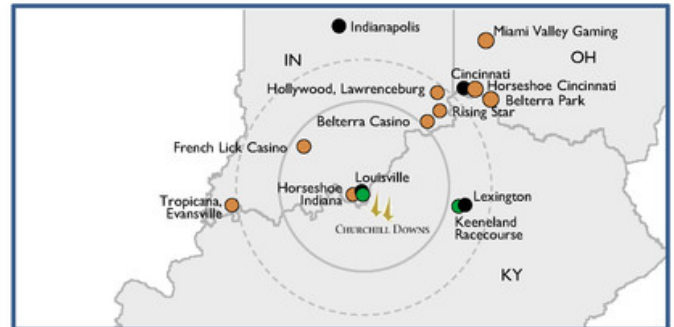 Indianapolis
Miami Valley Gaming
IN
OH
Cincinnati
Hollywood, Lawrenceburg
Horseshoe Cincinnati
Belterra Park
Rising Star
Belterra Casino
French Lick Casino
Louisville
Horseshoe
Indiana
Tropicana,
Evansville
Lexington
CHURCHILL DOWNS
Keeneland
Racecourse
KY